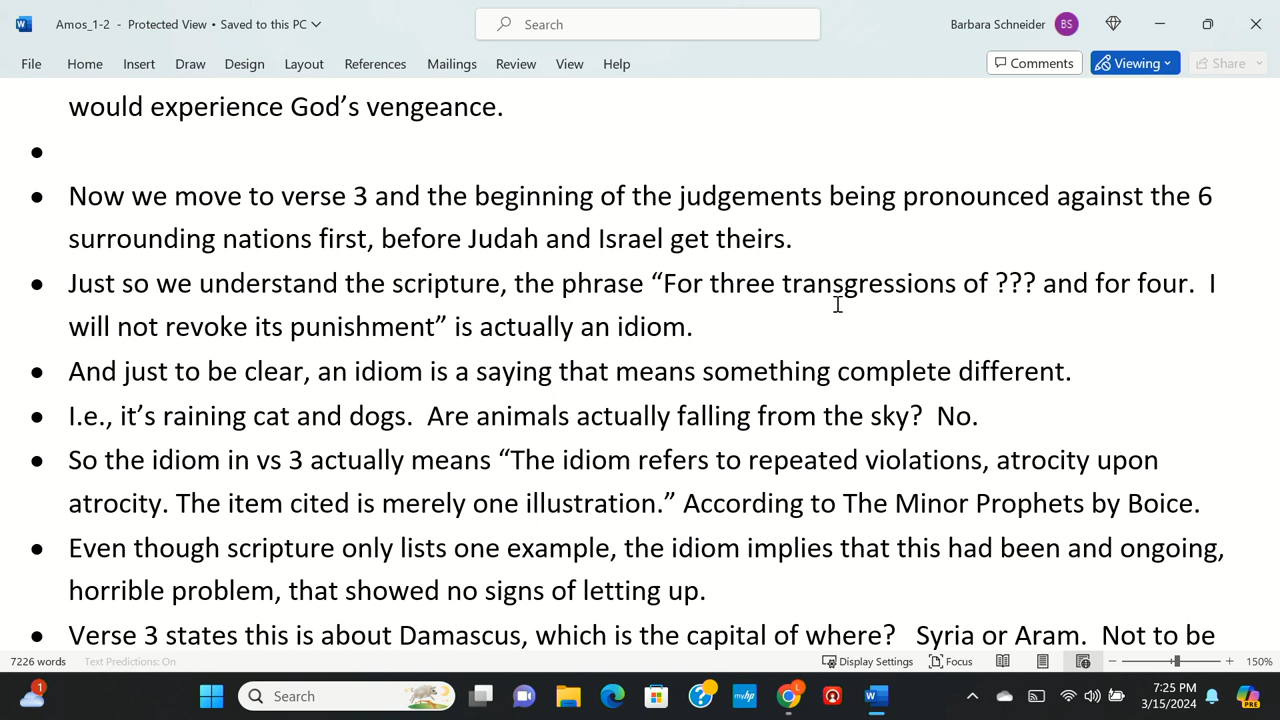 Amos_1-2 - Protected View • Saved to this PC
Search
Barbara Schneider
BS
File Home Insert Draw Design Layout References Mailings Review View Help
Comments
Viewing
Share
would experience God’s vengeance.
•
• Now we move to verse 3 and the beginning of the judgements being pronounced against the 6
surrounding nations first, before Judah and Israel get theirs.
• Just so we understand the scripture, the phrase “For three transgressions of ??? and for four.  I
will not revoke its punishment” is actually an idiom.
• And just to be clear, an idiom is a saying that means something complete different.
• I.e., it’s raining cat and dogs.  Are animals actually falling from the sky?  No.
• So the idiom in vs 3 actually means “The idiom refers to repeated violations, atrocity upon
atrocity. The item cited is merely one illustration.” According to The Minor Prophets by Boice.
• Even though scripture only lists one example, the idiom implies that this had been and ongoing,
horrible problem, that showed no signs of letting up.
• Verse 3 states this is about Damascus, which is the capital of where?   Syria or Aram.  Not to be
7226 words
Text Predictions: On
Display Settings
Focus
150%
1
Search
myhp
L
7:25 PM
3/15/2024
PRE